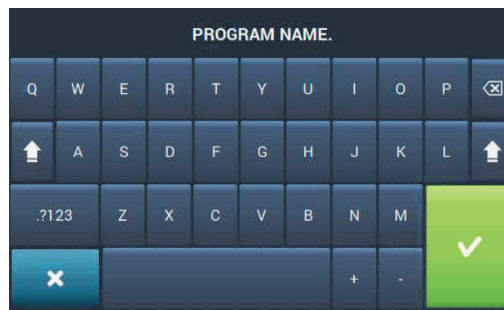 PROGRAM NAME.
Q W E R T Y U I O P
A S D F G H J K L
.?123 Z X C V B N M
+ -